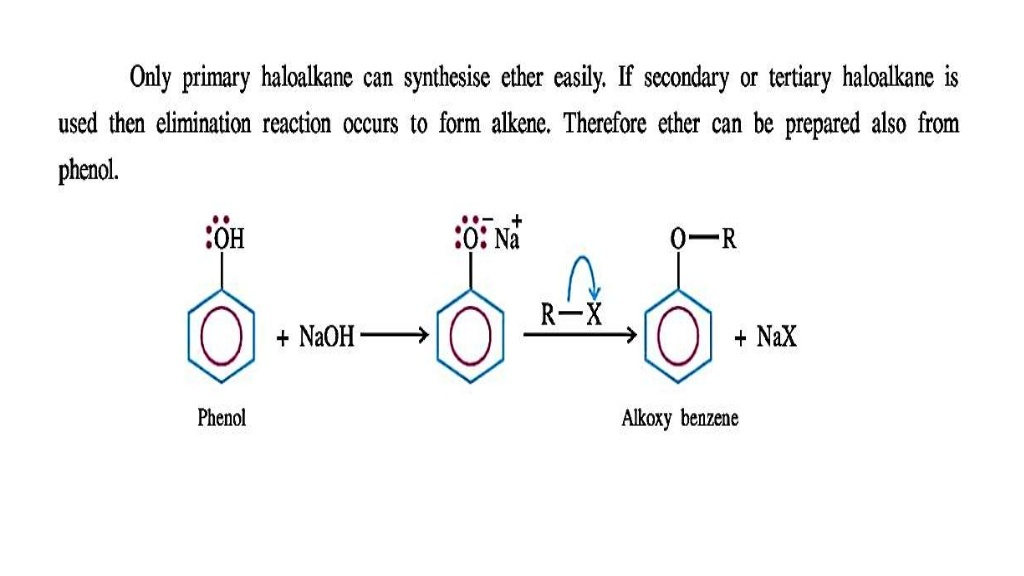 Only primary haloalkane can synthesise ether easily. If secondary or tertiary haloalkane is
used then elimination reaction occurs to form alkene. Therefore ether can be prepared also from
phenol.
:ÖH
:Ö:⁻ Na⁺
O—R
R—X
+ NaOH
+ NaX
Phenol
Alkoxy benzene